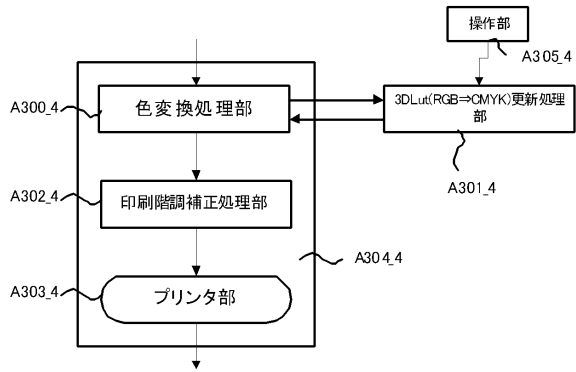 操作部
A305_4
A300_4
色変換処理部
3DLut(RGB⇒CMYK)更新処理
部
A301_4
A302_4
印刷階調補正処理部
A304_4
A303_4
プリンタ部